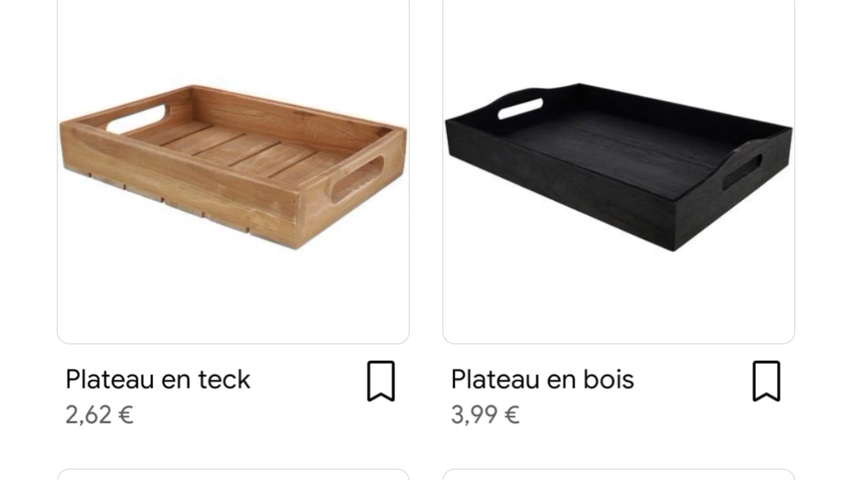 Plateau en teck
2,62 €
Plateau en bois
3,99 €